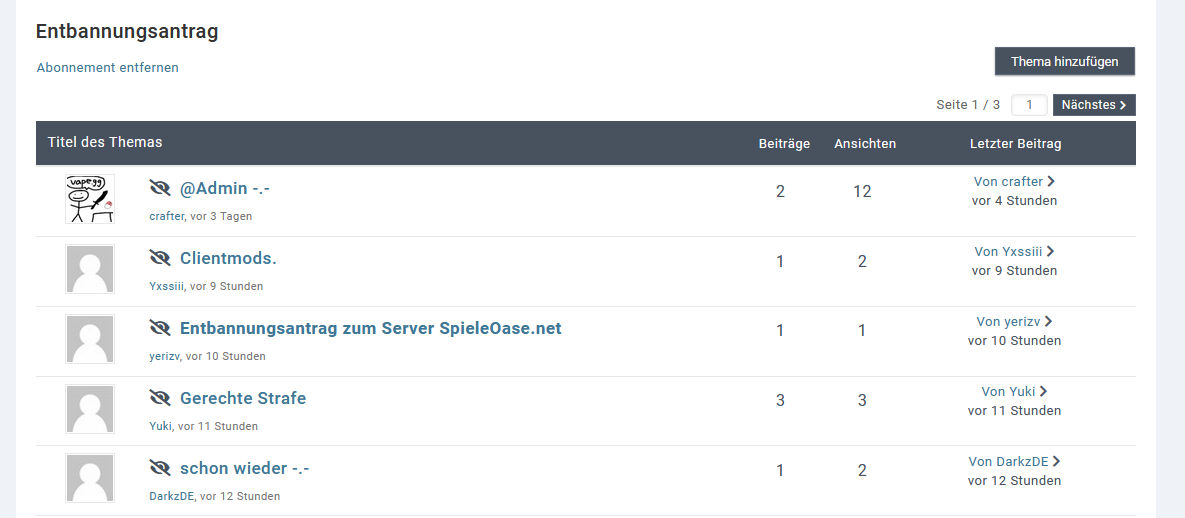 Entbannungsantrag
Abonnement entfernen
Thema hinzufügen
Seite 1 / 3 1 Nächstes
Titel des Themas Beiträge Ansichten Letzter Beitrag
vapegg
@Admin -.- 2 12 Von crafter
crafter, vor 3 Tagen vor 4 Stunden
Clientmods. 1 2 Von Yxssiii
Yxssiii, vor 9 Stunden vor 9 Stunden
Entbannungsantrag zum Server SpieleOase.net 1 1 Von yerizv
yerizv, vor 10 Stunden vor 10 Stunden
Gerechte Strafe 3 3 Von Yuki
Yuki, vor 11 Stunden vor 11 Stunden
schon wieder -.- 1 2 Von DarkzDE
DarkzDE, vor 12 Stunden vor 12 Stunden